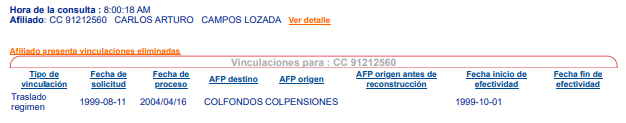 Hora de la consulta : 8:00:18 AM
Afiliado: CC 91212560 CARLOS ARTURO CAMPOS LOZADA Ver detalle
Afiliado presenta vinculaciones eliminadas
Vinculaciones para : CC 91212560
Tipo de vinculación Fecha de solicitud Fecha de proceso AFP destino AFP origen AFP origen antes de reconstrucción Fecha inicio de efectividad Fecha fin de efectividad
Traslado regimen 1999-08-11 2004/04/16 COLFONDOS COLPENSIONES 1999-10-01